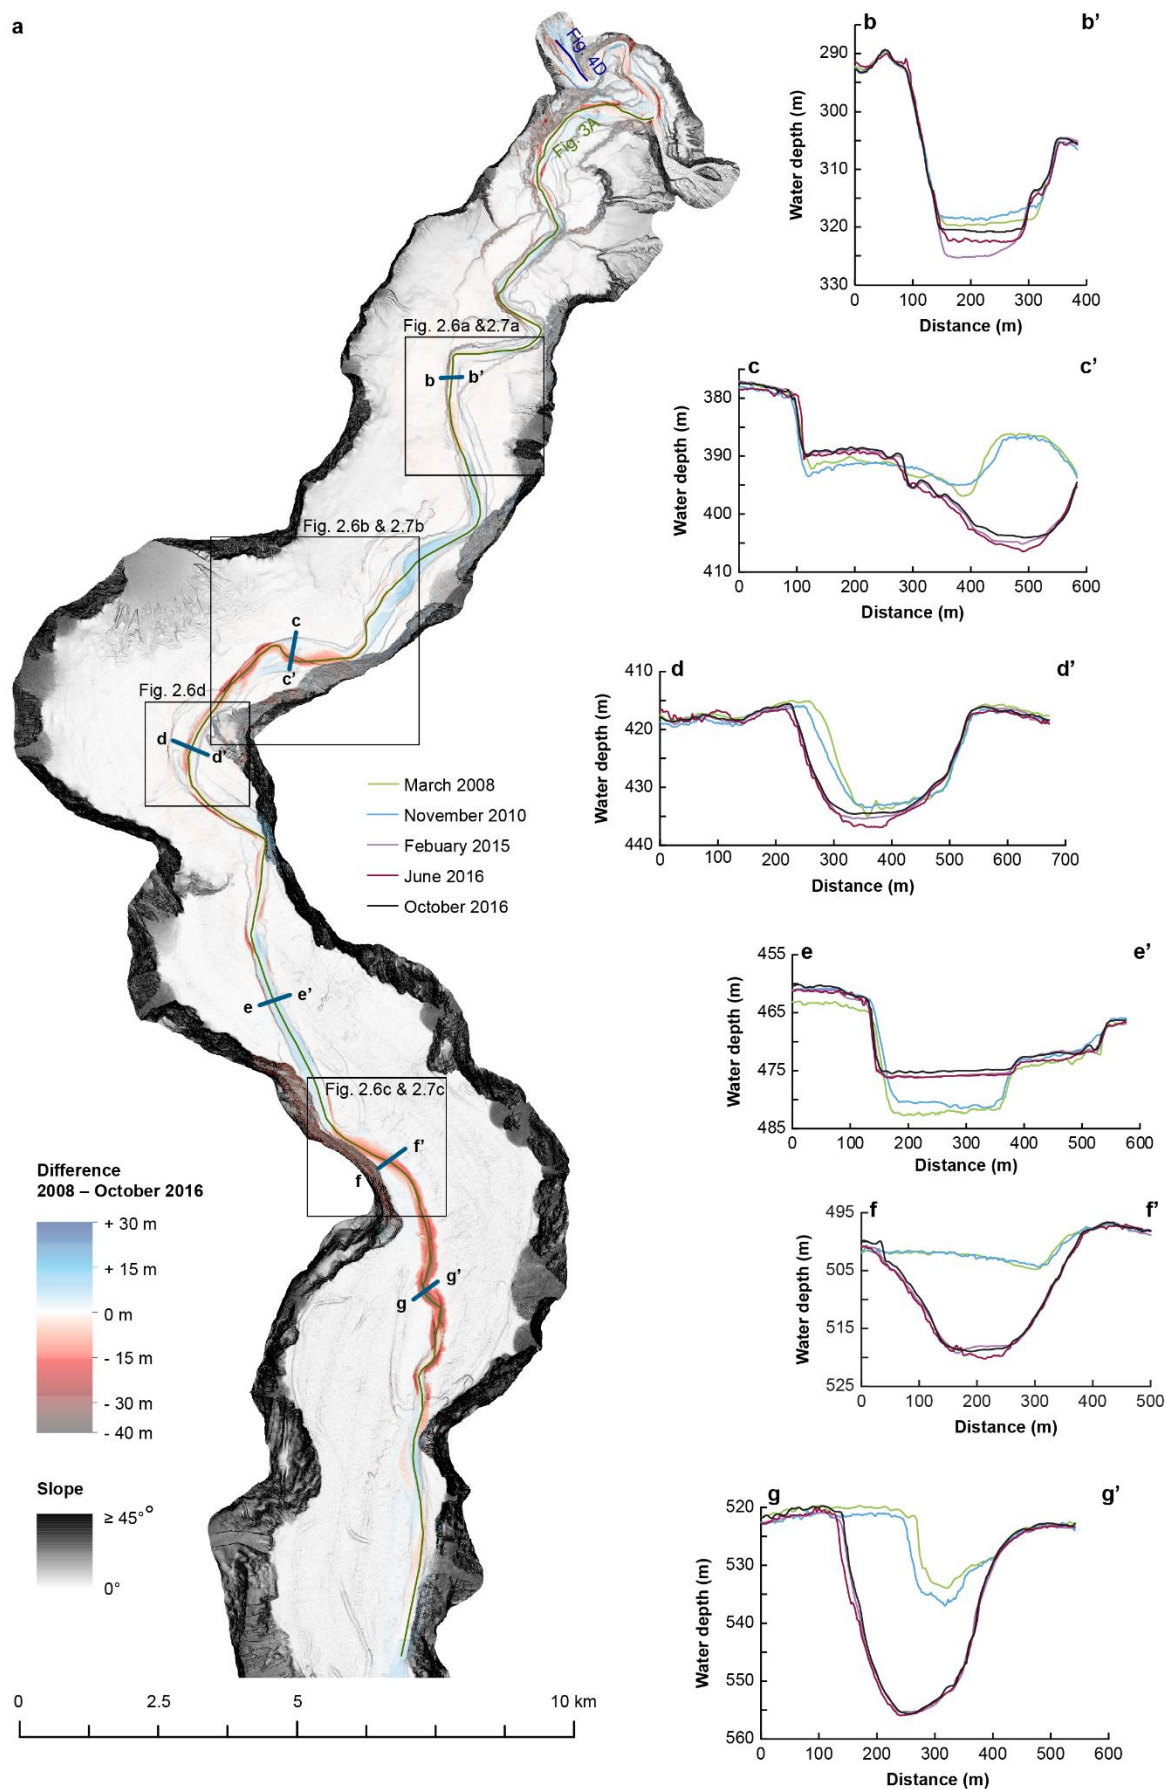 a
Fig. 4D
Fig. 3A
Fig. 2.6a &2.7a
b b’
Fig. 2.6b & 2.7b
c
c’
Fig. 2.6d
d
d’
e e’
Fig. 2.6c & 2.7c
f’
f
g’
g
March 2008
November 2010
Febuary 2015
June 2016
October 2016
Difference
2008 – October 2016
+ 30 m
+ 15 m
0 m
- 15 m
- 30 m
- 40 m
Slope
≥ 45°°
0°
0 2.5 5 10 km
b b’
290
300
310
320
330
Water depth (m)
0 100 200 300 400
Distance (m)
c c’
380
390
400
410
Water depth (m)
0 100 200 300 400 500 600
Distance (m)
d d’
410
420
430
440
Water depth (m)
0 100 200 300 400 500 600 700
Distance (m)
e e’
455
465
475
485
Water depth (m)
0 100 200 300 400 500 600
Distance (m)
f f’
495
505
515
525
Water depth (m)
0 100 200 300 400 500
Distance (m)
g g’
520
530
540
550
560
Water depth (m)
0 100 200 300 400 500 600
Distance (m)